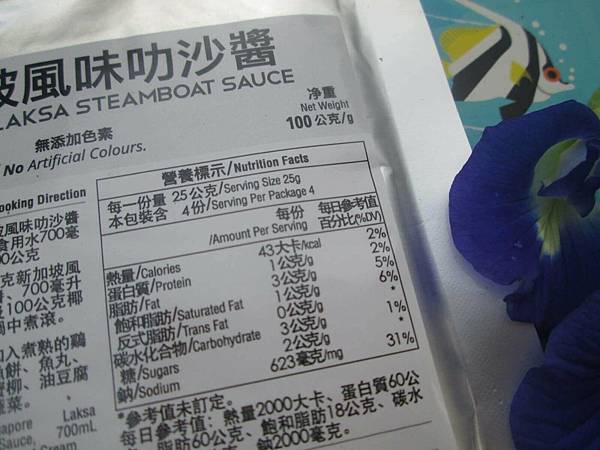 坡風味叻沙醬
LAKSA STEAMBOAT SAUCE
淨重
Net Weight
100公克/g
無添加色素
No Artificial Colours.
營養標示/Nutrition Facts
每一份量 25公克/Serving Size 25g
本包裝含 4份/Serving Per Package 4
每份 每日參考值
/Amount Per Serving 百分比(%DV)
熱量/Calories 43大卡/kcal 2%
蛋白質/Protein 1公克/g 2%
脂肪/Fat 3公克/g 5%
飽和脂肪/Saturated Fat 1公克/g 6%
反式脂肪/Trans Fat 0公克/g *
碳水化合物/Carbohydrate 3公克/g 1%
糖/Sugars 2公克/g *
鈉/Sodium 623毫克/mg 31%
*參考值未訂定。
每日參考值：熱量2000大卡、蛋白質60公
脂肪60公克、飽和脂肪18公克、碳水
鈉2000毫克。
ooking Direction
風味叻沙醬
食用水700毫
00公克
克新加坡風
700毫升
100公克椰
中煮滾。
加入煮熟的鷄
魚餅、魚丸、
油豆腐
gapore Laksa
Sauce, 700mL
Cream